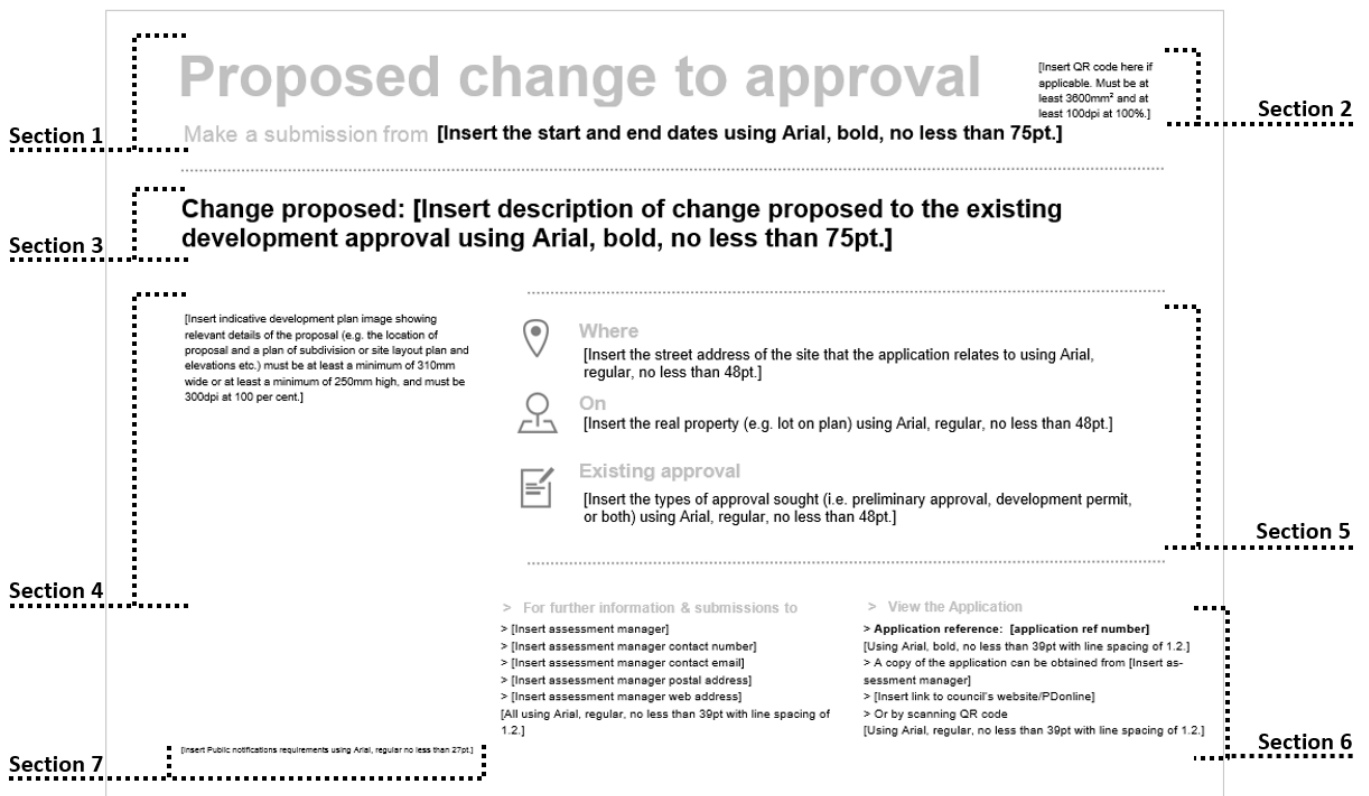 Proposed change to approval
[Insert QR code here if
applicable. Must be at
least 3600mm² and at
least 100dpi at 100%.]
Section 2
Section 1
Make a submission from [Insert the start and end dates using Arial, bold, no less than 75pt.]
Section 3
Change proposed: [Insert description of change proposed to the existing
development approval using Arial, bold, no less than 75pt.]
Section 4
[Insert indicative development plan image showing
relevant details of the proposal (e.g. the location of
proposal and a plan of subdivision or site layout plan and
elevations etc.) must be at least a minimum of 310mm
wide or at least a minimum of 250mm high, and must be
300dpi at 100 per cent.]
Where
[Insert the street address of the site that the application relates to using Arial,
regular, no less than 48pt.]
On
[Insert the real property (e.g. lot on plan) using Arial, regular, no less than 48pt.]
Existing approval
[Insert the types of approval sought (i.e. preliminary approval, development permit,
or both) using Arial, regular, no less than 48pt.]
Section 5
> For further information & submissions to
> [Insert assessment manager]
> [Insert assessment manager contact number]
> [Insert assessment manager contact email]
> [Insert assessment manager postal address]
> [Insert assessment manager web address]
[All using Arial, regular, no less than 39pt with line spacing of
1.2.]
> View the Application
> Application reference: [application ref number]
[Using Arial, bold, no less than 39pt with line spacing of 1.2.]
> A copy of the application can be obtained from [Insert as-
sessment manager]
> [Insert link to council's website/PDonline]
> Or by scanning QR code
[Using Arial, regular, no less than 39pt with line spacing of 1.2.]
Section 6
Section 7
[Insert Public notifications requirements using Arial, regular no less than 27pt.]